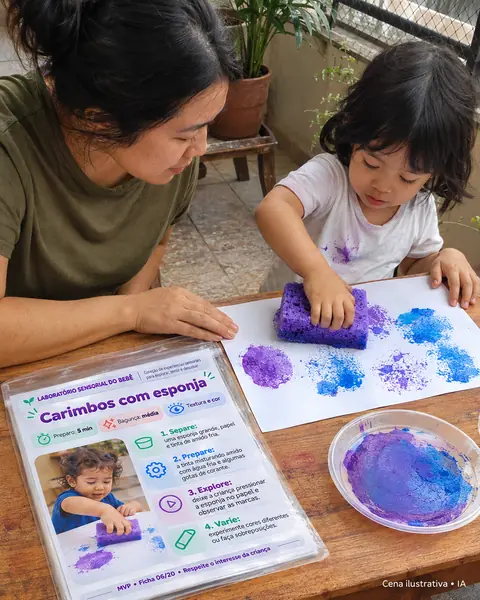 LABORATÓRIO SENSORIAL DO BEBÊ
Carimbos com esponja
Preparo: 5 min
Bagunça: média
Textura e cor
1. Separe:
uma esponja grande, papel
e tinta de amido fria.
2. Prepare:
a tinta misturando amido
com água fria e algumas
gotas de corante.
3. Explore:
deixe a criança pressionar
a esponja no papel e
observar as marcas.
4. Varie:
experimente cores diferentes
ou faça sobreposições.
MVP • Ficha 06/20 • Respeite o interesse da criança
Cena ilustrativa • IA